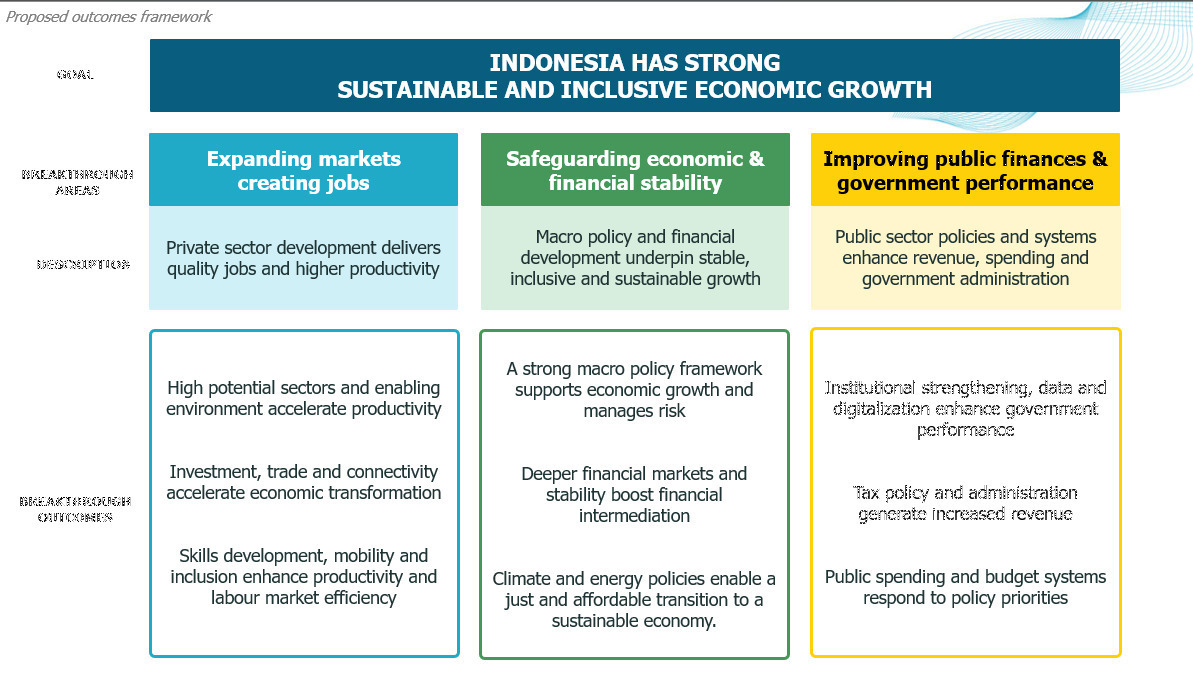 Proposed outcomes framework
GOAL
INDONESIA HAS STRONG
SUSTAINABLE AND INCLUSIVE ECONOMIC GROWTH
BREAKTHROUGH
AREAS
Expanding markets
creating jobs
Safeguarding economic &
financial stability
Improving public finances &
government performance
DESCRIPTION
Private sector development delivers
quality jobs and higher productivity
Macro policy and financial
development underpin stable,
inclusive and sustainable growth
Public sector policies and systems
enhance revenue, spending and
government administration
BREAKTHROUGH
OUTCOMES
High potential sectors and enabling
environment accelerate productivity
Investment, trade and connectivity
accelerate economic transformation
Skills development, mobility and
inclusion enhance productivity and
labour market efficiency
A strong macro policy framework
supports economic growth and
manages risk
Deeper financial markets and
stability boost financial
intermediation
Climate and energy policies enable a
just and affordable transition to a
sustainable economy.
Institutional strengthening, data and
digitalization enhance government
performance
Tax policy and administration
generate increased revenue
Public spending and budget systems
respond to policy priorities